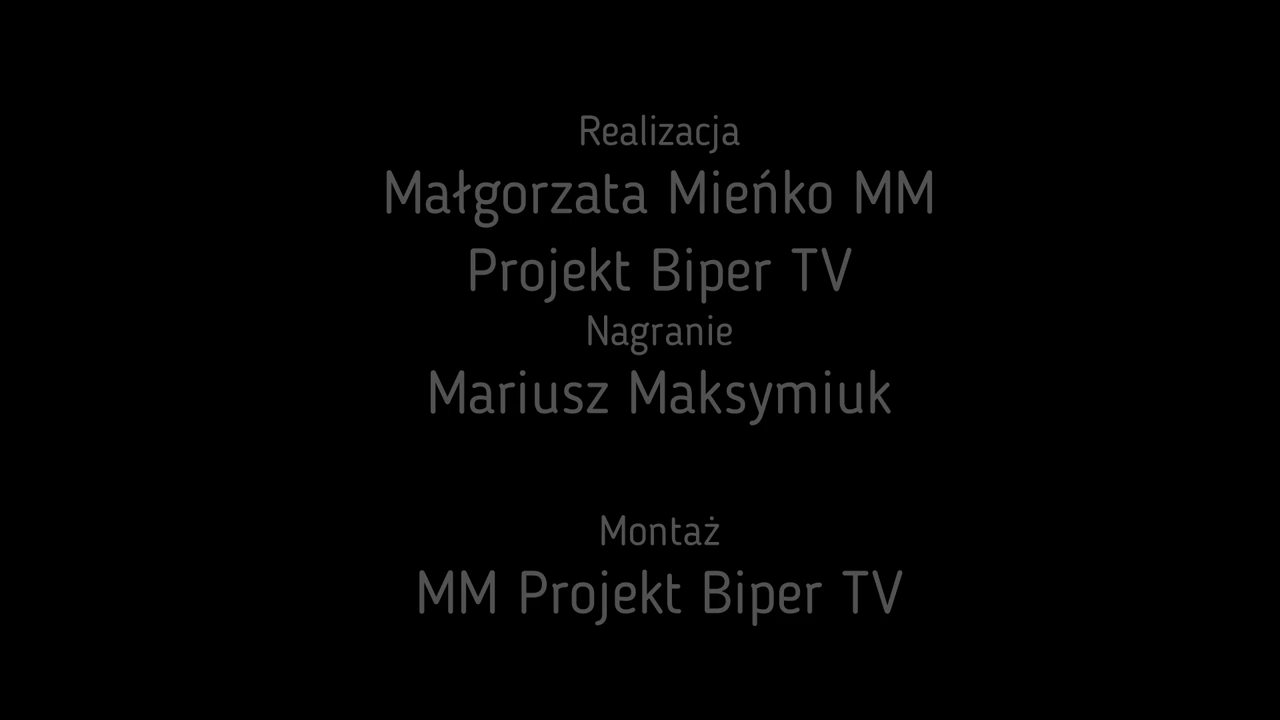 Realizacja
Małgorzata Mieńko MM
Projekt Biper TV
Nagranie
Mariusz Maksymiuk
Montaż
MM Projekt Biper TV